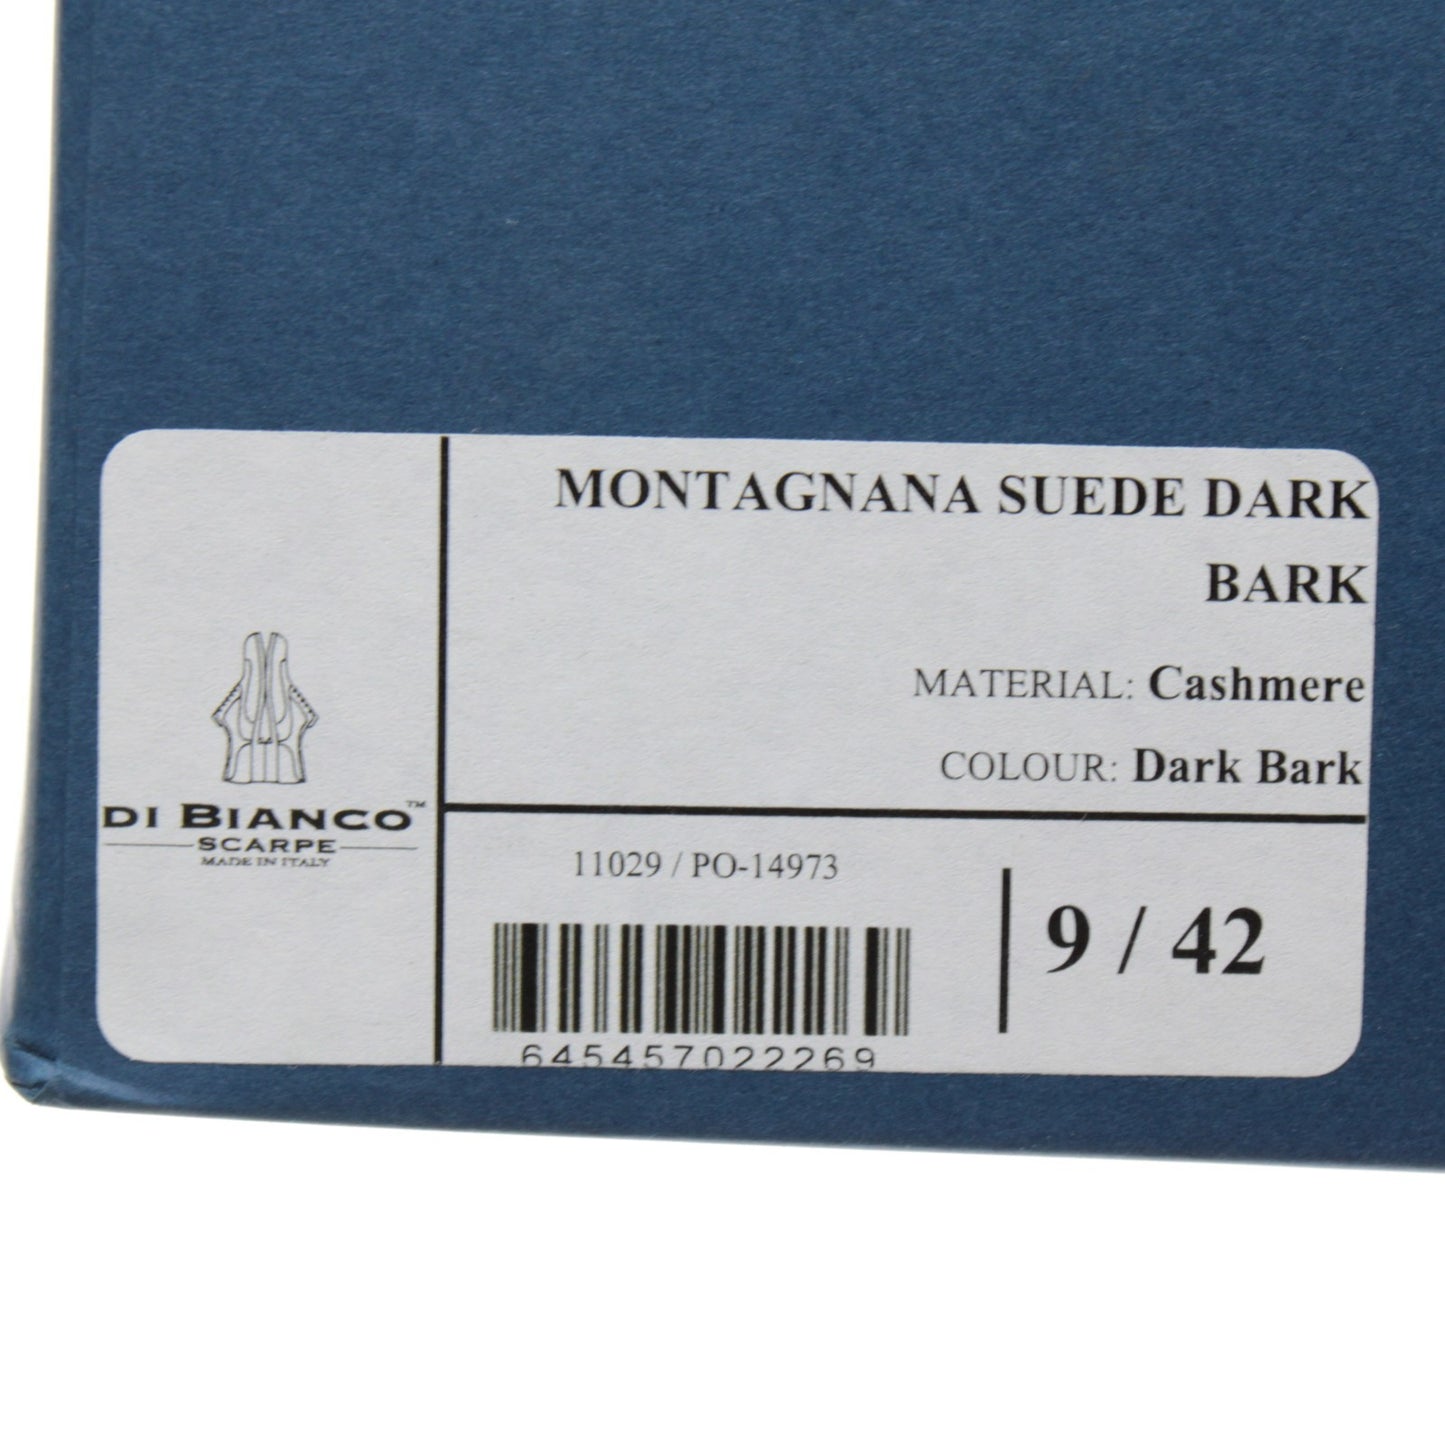 MONTAGNANA SUEDE DARK
BARK
MATERIAL: Cashmere
COLOUR: Dark Bark
DI BIANCO™
SCARPE
MADE IN ITALY
11029 / PO-14973
9 / 42
645457022269